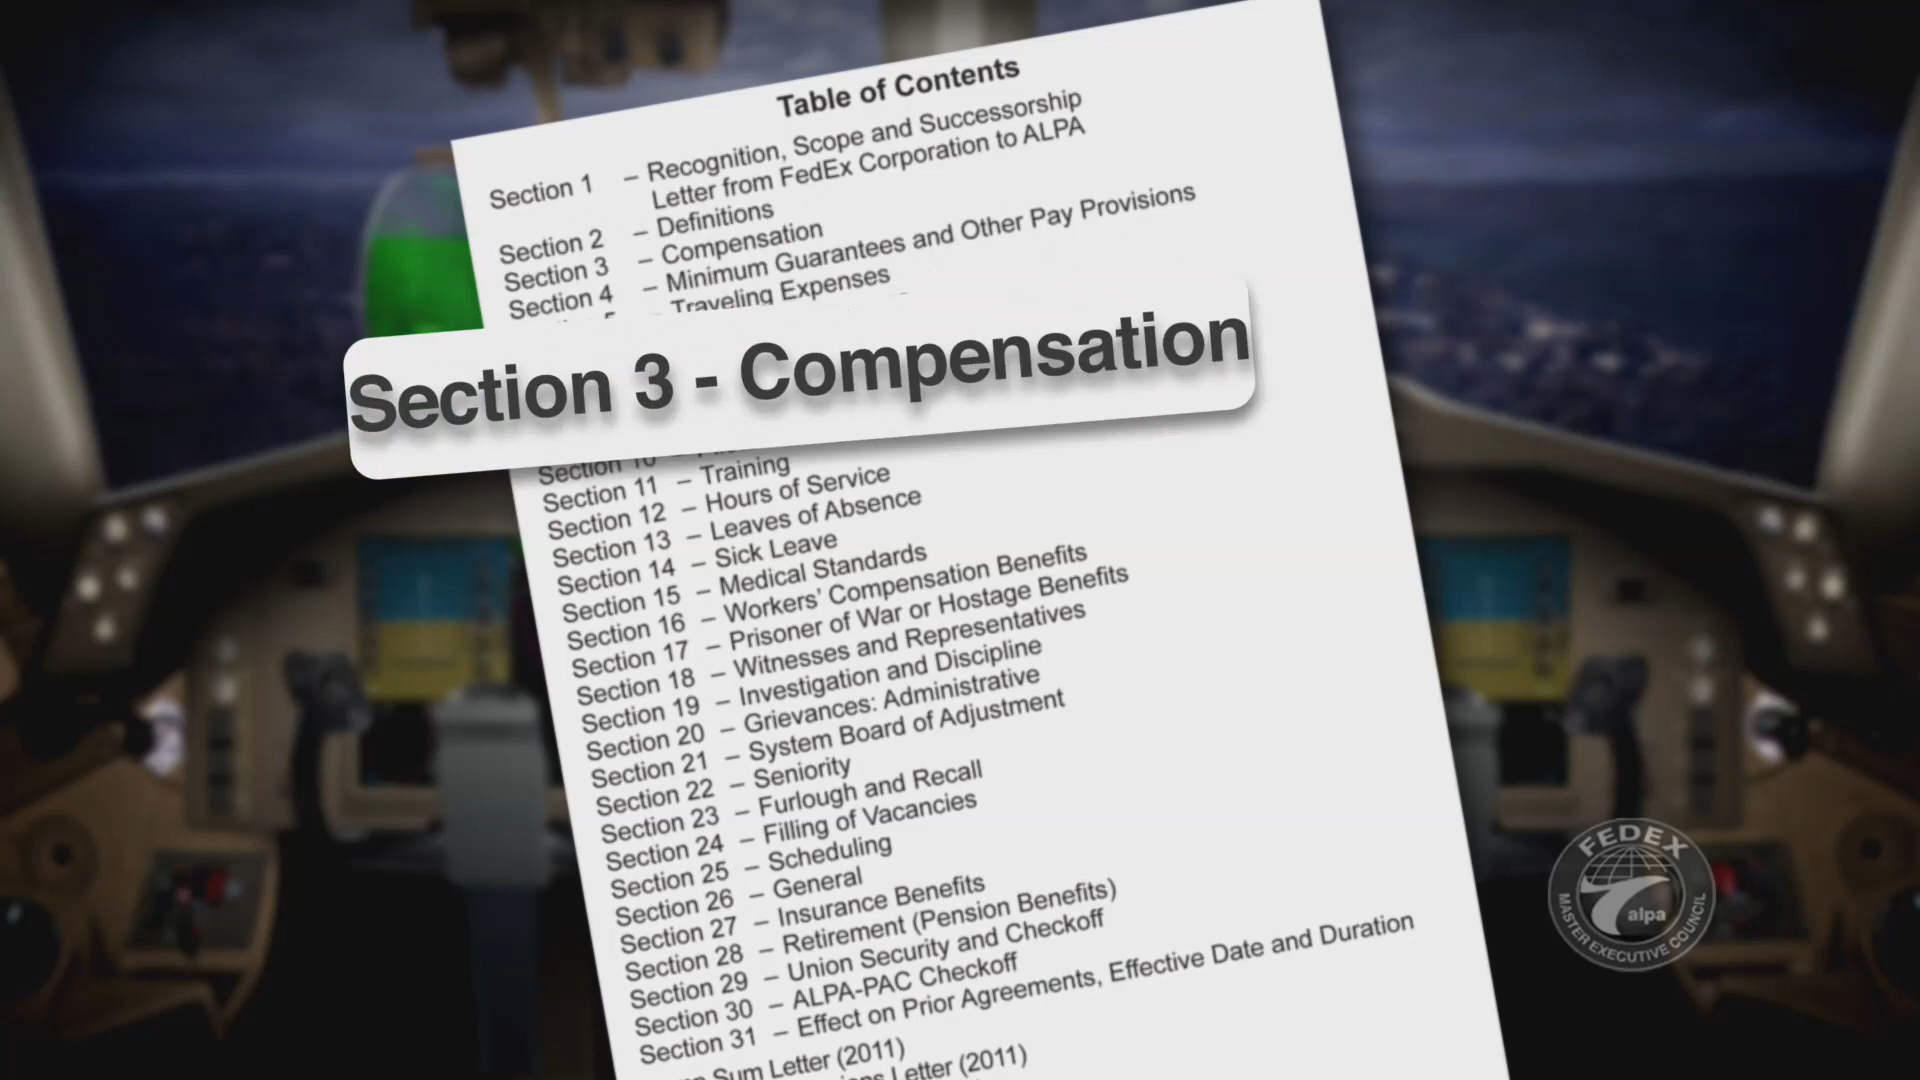 Table of Contents
Section 1 – Recognition, Scope and Successorship
Letter from FedEx Corporation to ALPA
Section 2 – Definitions
Section 3 – Compensation
Section 4 – Minimum Guarantees and Other Pay Provisions
– Traveling Expenses
Section 3 - Compensation
Section 10 –
Section 11 – Training
Section 12 – Hours of Service
Section 13 – Leaves of Absence
Section 14 – Sick Leave
Section 15 – Medical Standards
Section 16 – Workers’ Compensation Benefits
Section 17 – Prisoner of War or Hostage Benefits
Section 18 – Witnesses and Representatives
Section 19 – Investigation and Discipline
Section 20 – Grievances: Administrative
Section 21 – System Board of Adjustment
Section 22 – Seniority
Section 23 – Furlough and Recall
Section 24 – Filling of Vacancies
Section 25 – Scheduling
Section 26 – General
Section 27 – Insurance Benefits
Section 28 – Retirement (Pension Benefits)
Section 29 – Union Security and Checkoff
Section 30 – ALPA-PAC Checkoff
Section 31 – Effect on Prior Agreements, Effective Date and Duration
Sum Letter (2011)
Letter (2011)
FEDEX
alpa
MASTER EXECUTIVE COUNCIL